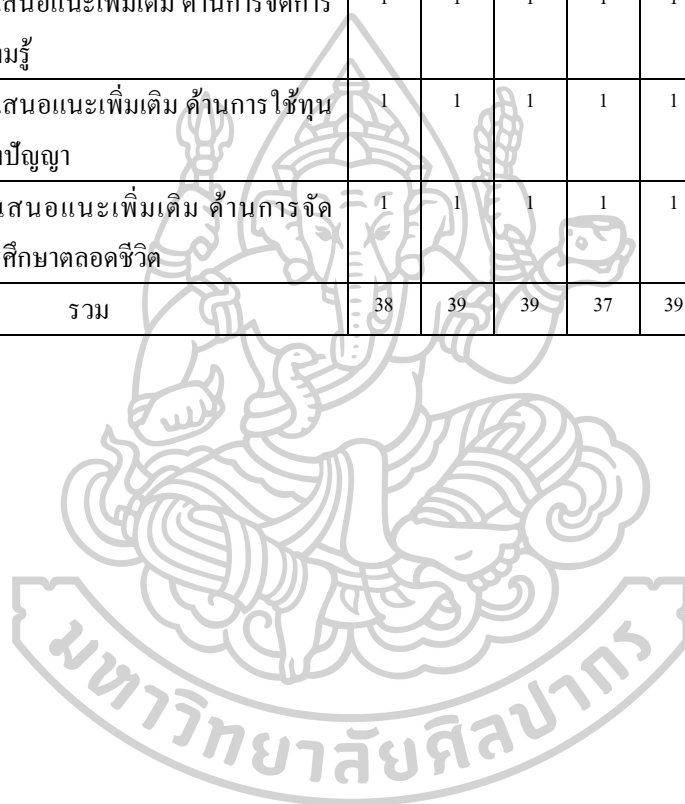 เสนอแนะเพิ่มเติม ด้านการจัดการ 1 1 1 1 1
มรู้
เสนอแนะเพิ่มเติม ด้านการใช้ทุน 1 1 1 1 1
ปัญญา
เสนอแนะเพิ่มเติม ด้านการจัด 1 1 1 1 1
ศึกษาตลอดชีวิต
รวม 38 39 39 37 39
มหาวิทยาลัยศิลปากร